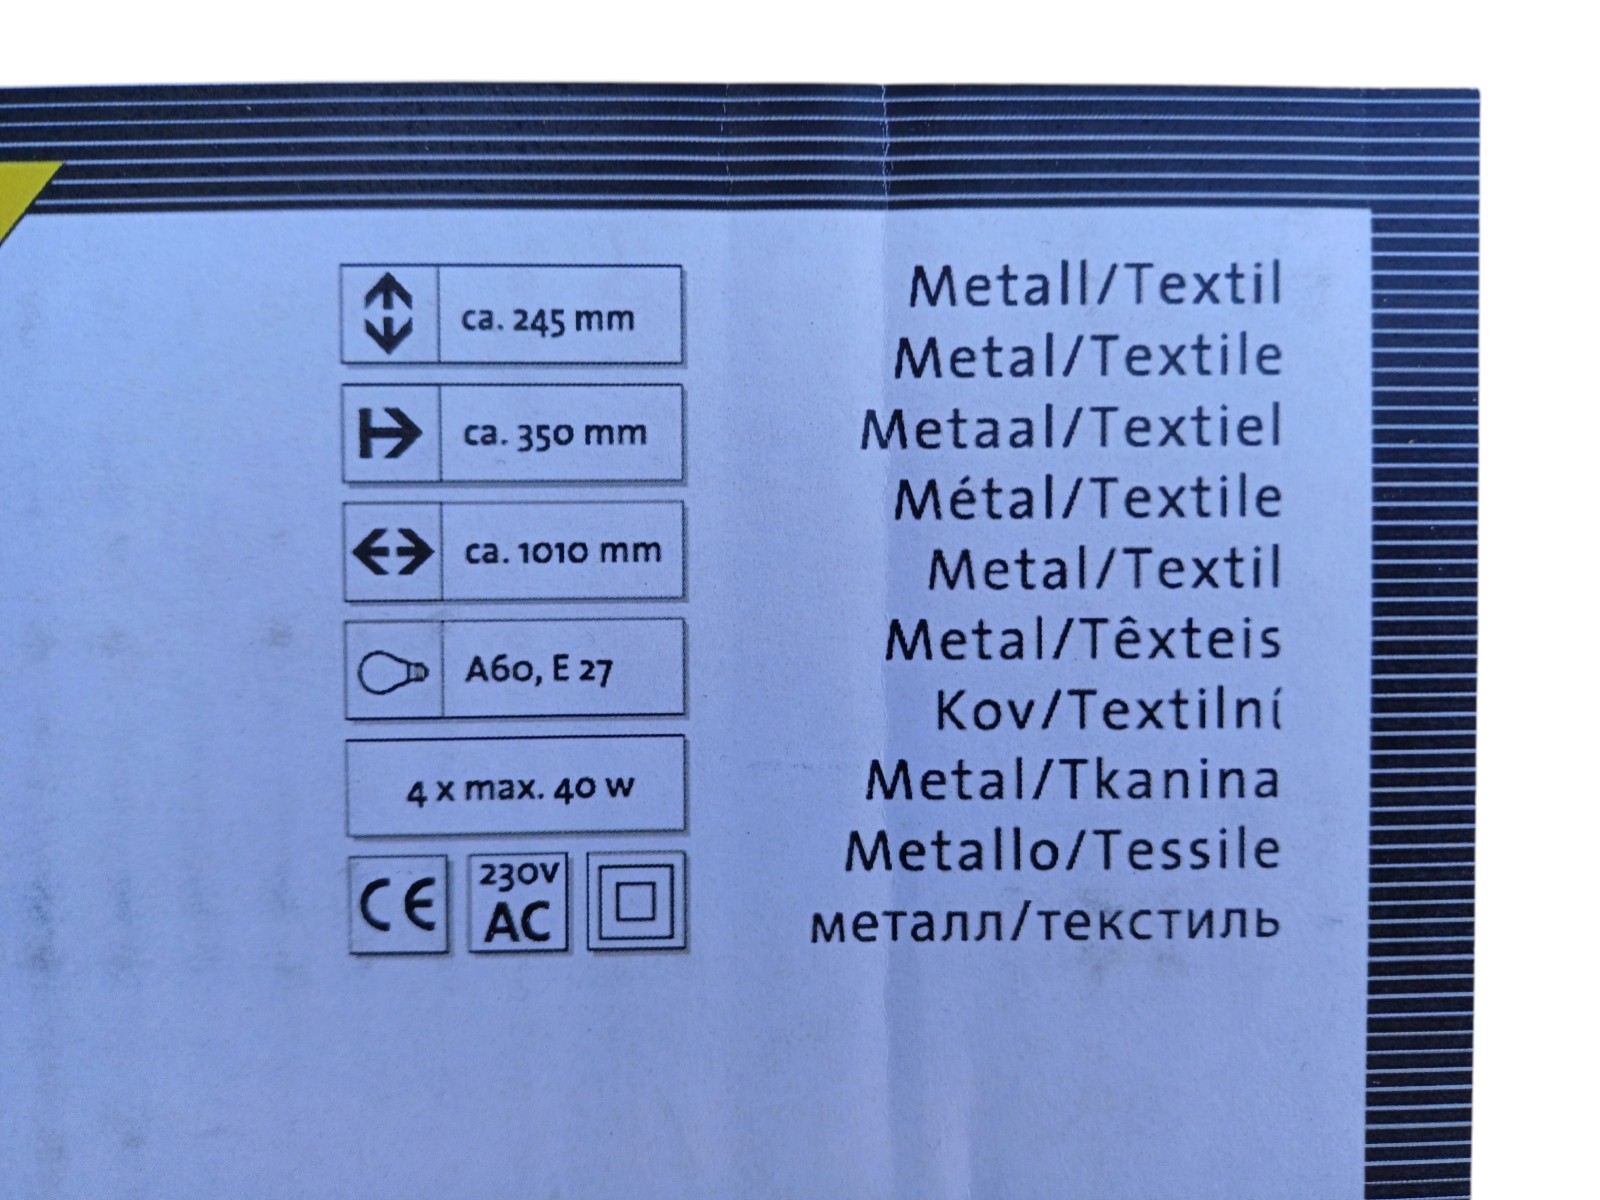 ca. 245 mm
ca. 350 mm
ca. 1010 mm
A60, E 27
4 x max. 40 W
CE
230V
AC
Metall/Textil
Metal/Textile
Metaal/Textiel
Métal/Textile
Metal/Textil
Metal/Têxteis
Kov/Textilní
Metal/Tkanina
Metallo/Tessile
металл/текстиль